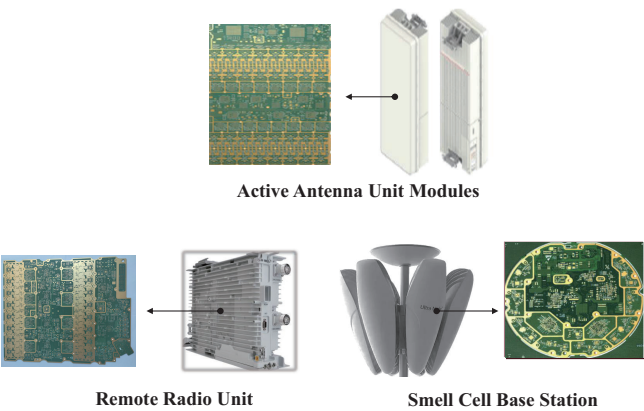 Active Antenna Unit Modules
Remote Radio Unit
Smell Cell Base Station